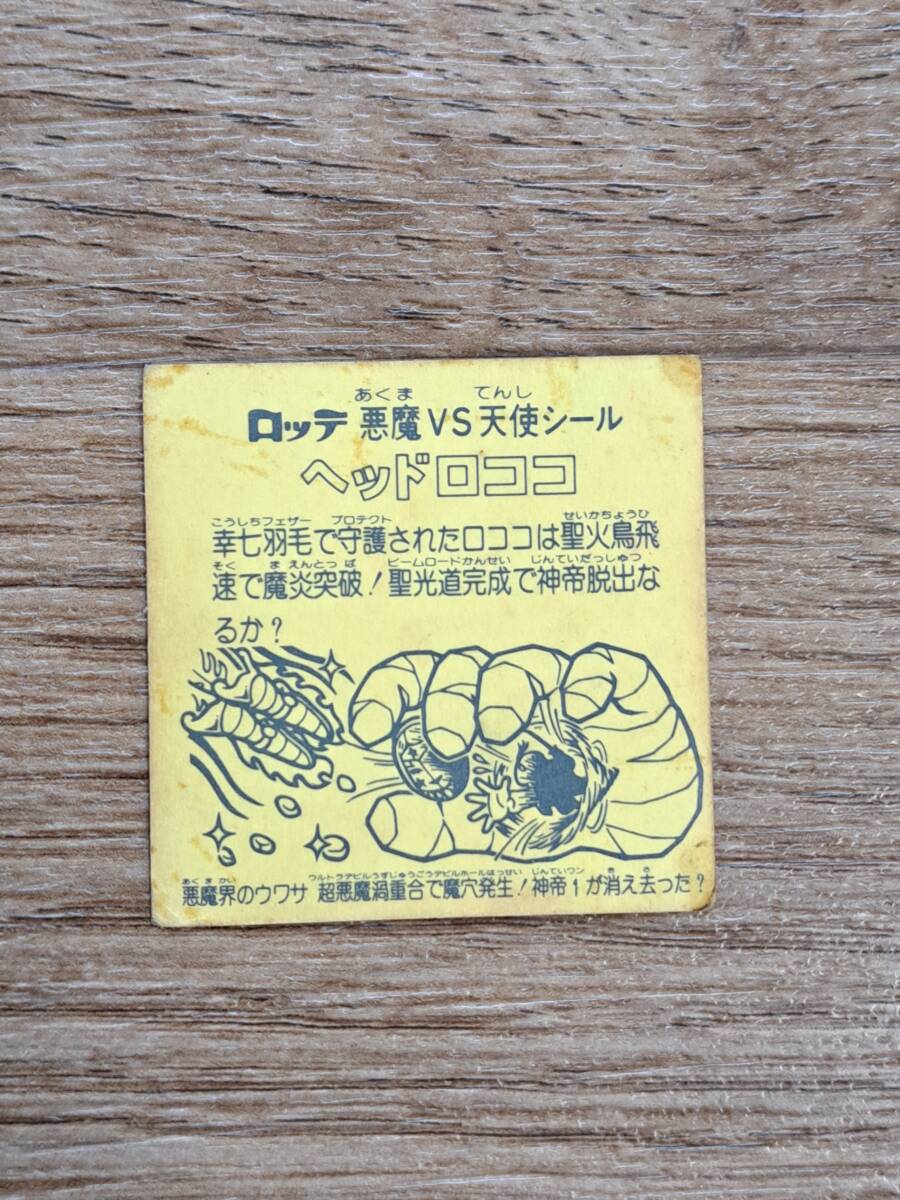 あくま てんし
ロッテ 悪魔VS天使シール
ヘッドロココ
こうしちフェザー プロテクト せいかちょうひ
幸七羽毛で守護されたロココは聖火鳥飛
そく まえんとっぱ ビームロードかんせい じんていだっしゅつ
速で魔炎突破!聖光道完成で神帝脱出な
るか?
あくまかい ウルトラデビルうずじゅうごうデビルホールはっせい じんていワン き さ
悪魔界のウワサ 超悪魔渦重合で魔穴発生!神帝1が消え去った?